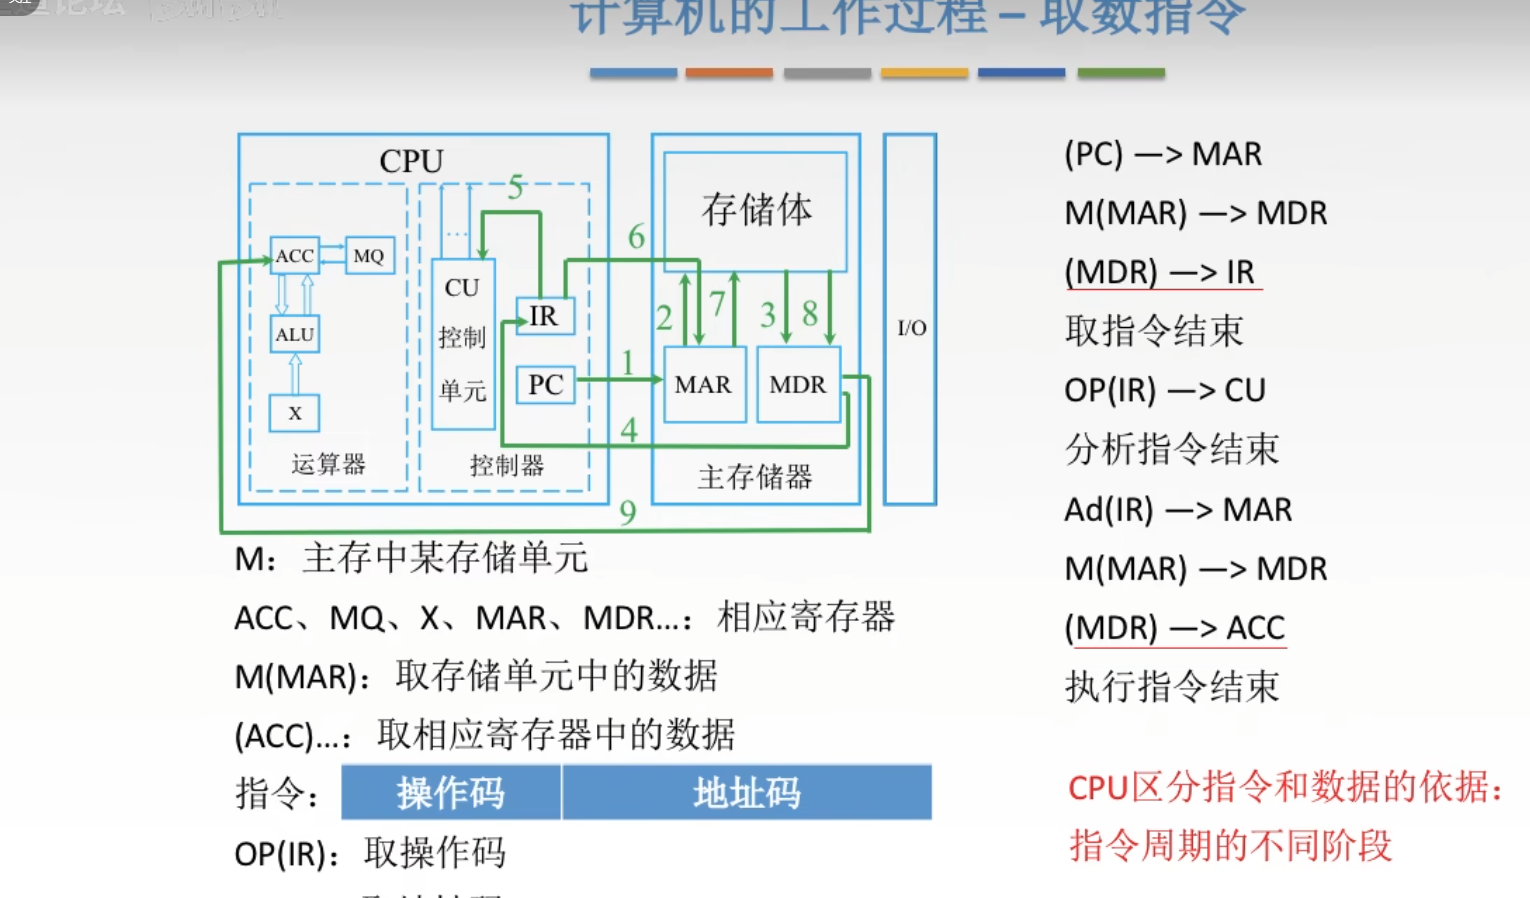 计算机的工作过程 – 取数指令
CPU
5
ACC
MQ
CU
控制
单元
...
IR
PC
ALU
X
运算器
控制器
6
存储体
2
7
3
8
1
MAR
MDR
4
主存储器
9
I/O
M：主存中某存储单元
ACC、MQ、X、MAR、MDR...：相应寄存器
M(MAR)：取存储单元中的数据
(ACC)...：取相应寄存器中的数据
指令：
操作码
地址码
OP(IR)：取操作码
(PC) —> MAR
M(MAR) —> MDR
(MDR) —> IR
取指令结束
OP(IR) —> CU
分析指令结束
Ad(IR) —> MAR
M(MAR) —> MDR
(MDR) —> ACC
执行指令结束
CPU区分指令和数据的依据：
指令周期的不同阶段